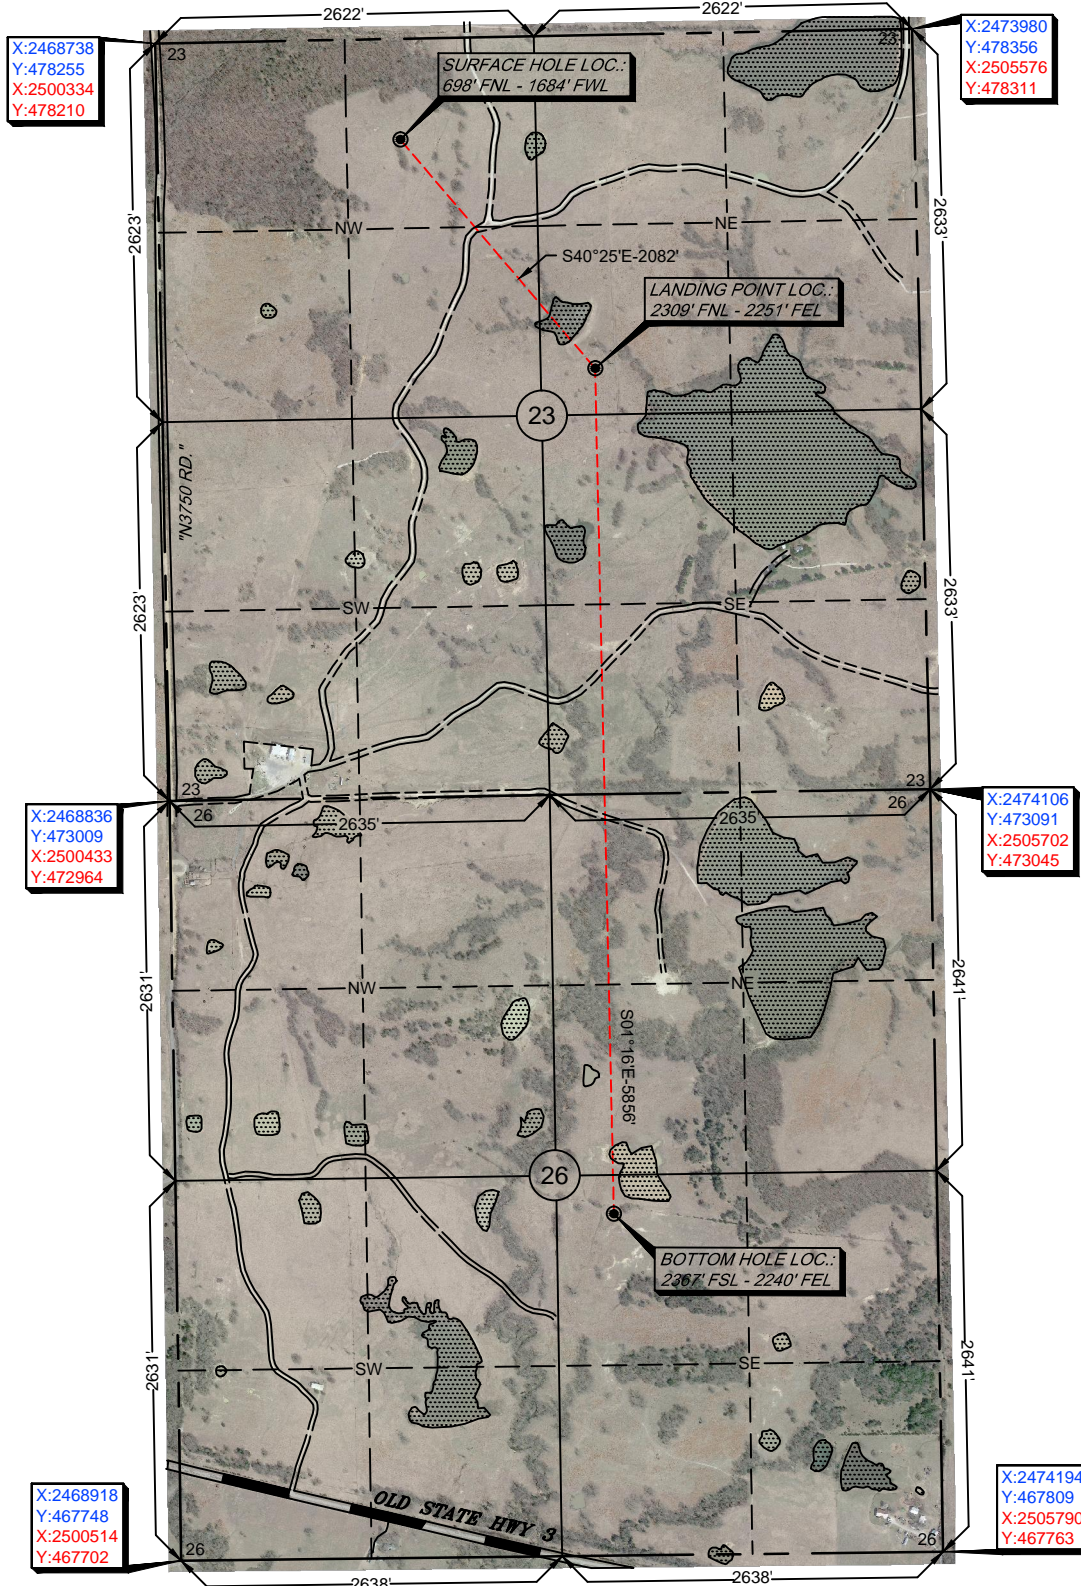 2622'
2622'
X:2468738
Y:478255
X:2500334
Y:478210
23
23
X:2473980
Y:478356
X:2505576
Y:478311
SURFACE HOLE LOC.:
698' FNL - 1684' FWL
2623'
NW
NE
2633'
S40°25'E-2082'
LANDING POINT LOC.:
2309' FNL - 2251' FEL
23
"N3750 RD."
2623'
SW
SE
2633'
23
26
2635'
2635'
23
26
X:2468836
Y:473009
X:2500433
Y:472964
X:2474106
Y:473091
X:2505702
Y:473045
2631'
NW
NE
2641'
S01°16'E-5856'
26
BOTTOM HOLE LOC.:
2367' FSL - 2240' FEL
2631'
SW
SE
2641'
X:2468918
Y:467748
X:2500514
Y:467702
OLD STATE HWY 3
X:2474194
Y:467809
X:2505790
Y:467763
26
26
2638'
2638'